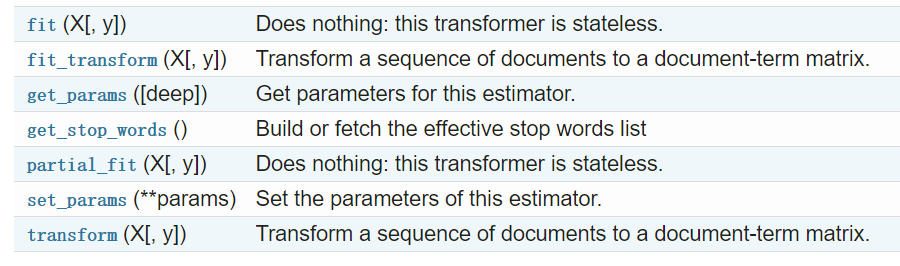 fit (X[, y]) Does nothing: this transformer is stateless.
fit_transform (X[, y]) Transform a sequence of documents to a document-term matrix.
get_params ([deep]) Get parameters for this estimator.
get_stop_words () Build or fetch the effective stop words list
partial_fit (X[, y]) Does nothing: this transformer is stateless.
set_params (**params) Set the parameters of this estimator.
transform (X[, y]) Transform a sequence of documents to a document-term matrix.